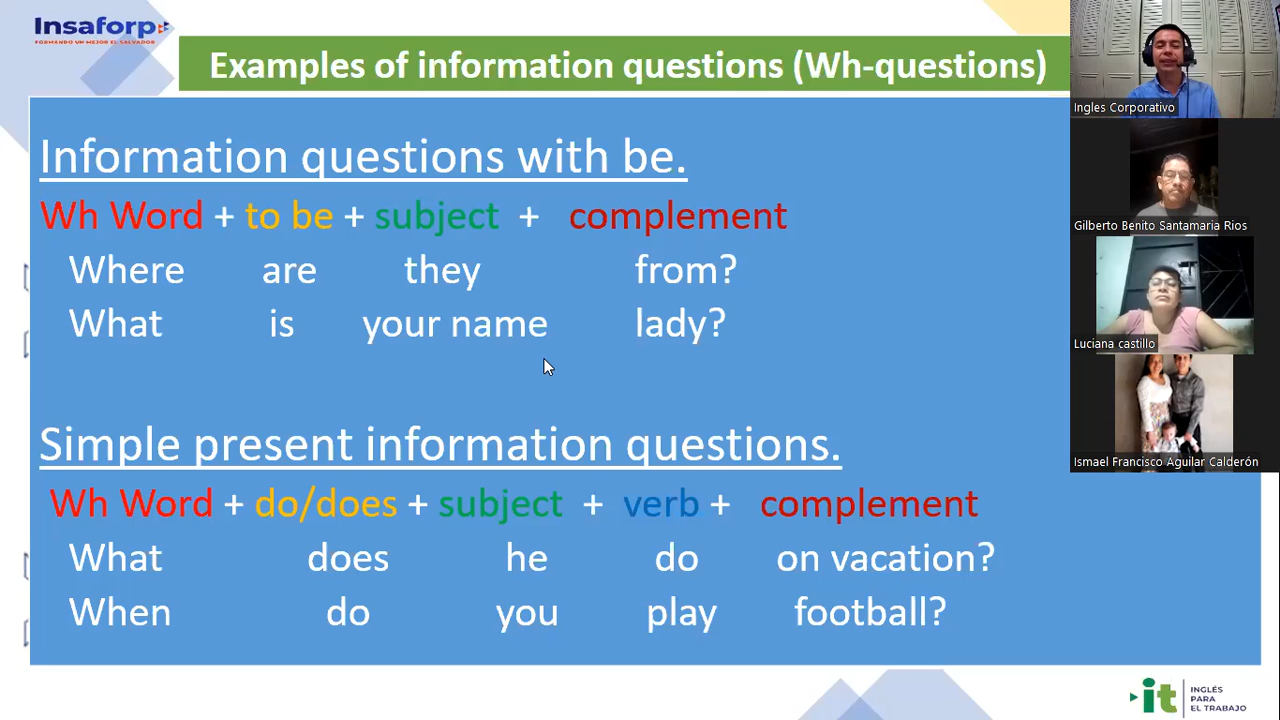 Insaforp
FORMANDO UN MEJOR EL SALVADOR
Examples of information questions (Wh-questions)
Information questions with be.
Wh Word + to be + subject + complement
Where are they from?
What is your name lady?
Simple present information questions.
Wh Word + do/does + subject + verb + complement
What does he do on vacation?
When do you play football?
Ingles Corporativo
Gilberto Benito Santamaria Rios
Luciana castillo
Ismael Francisco Aguilar Calderón
it
INGLÉS
PARA
EL TRABAJO